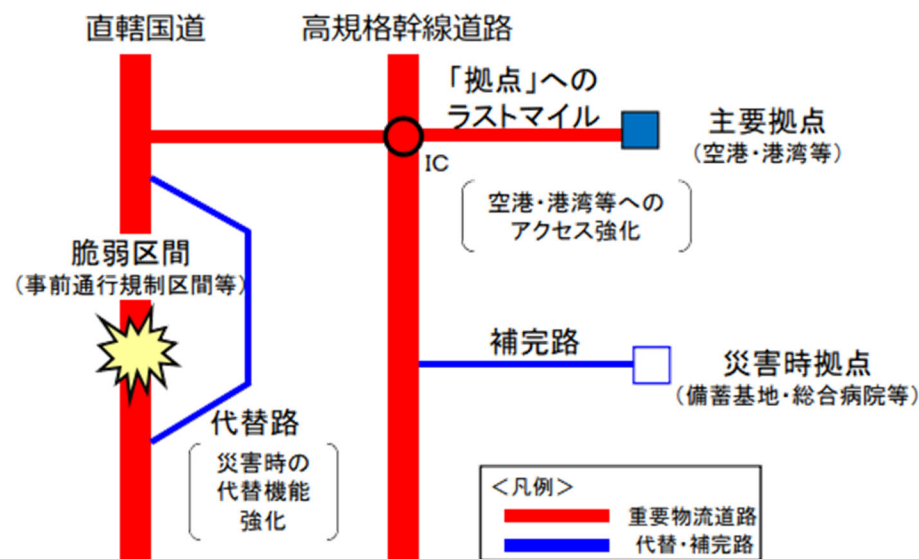 直轄国道
高規格幹線道路
「拠点」への
ラストマイル
主要拠点
（空港・港湾等）
IC
空港・港湾等への
アクセス強化
脆弱区間
（事前通行規制区間等）
補完路
災害時拠点
（備蓄基地・総合病院等）
代替路
災害時の
代替機能
強化
＜凡例＞
重要物流道路
代替・補完路